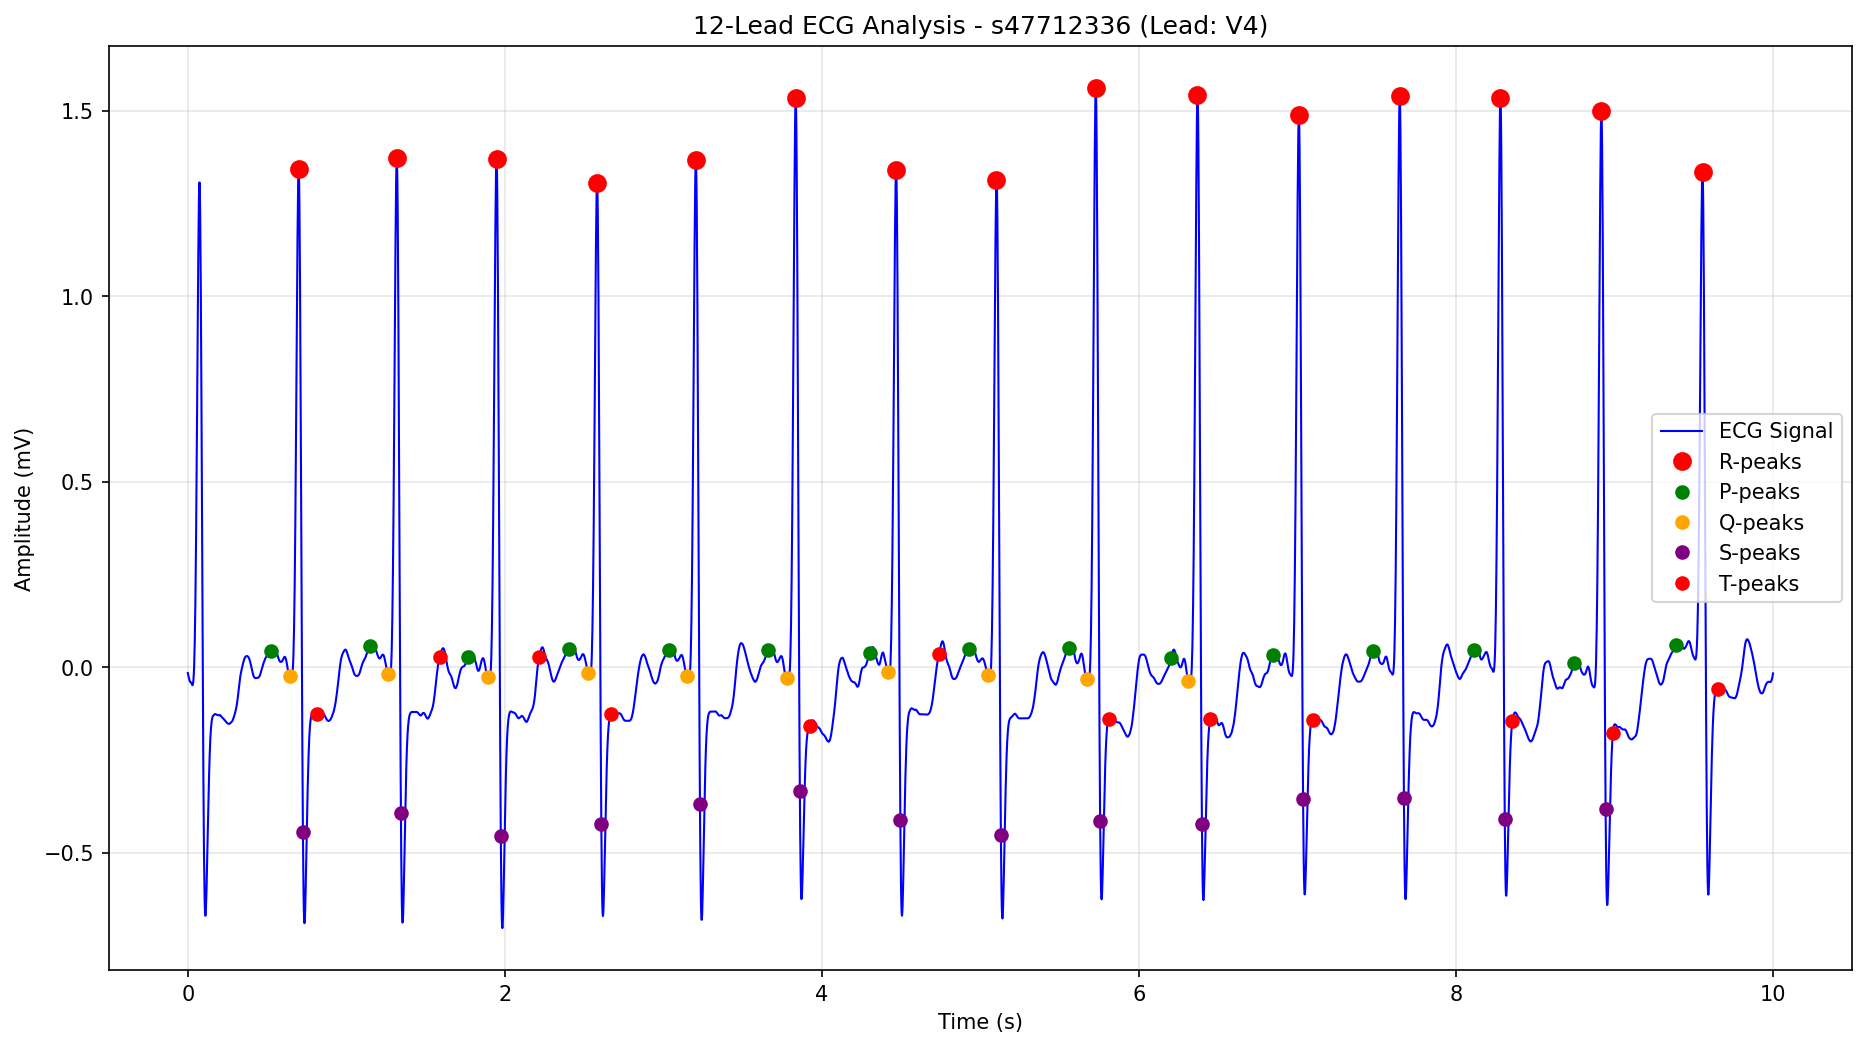 12-Lead ECG Analysis - s47712336 (Lead: V4)
Amplitude (mV)
1.5
1.0
0.5
0.0
−0.5
ECG Signal
R-peaks
P-peaks
Q-peaks
S-peaks
T-peaks
0 2 4 6 8 10
Time (s)